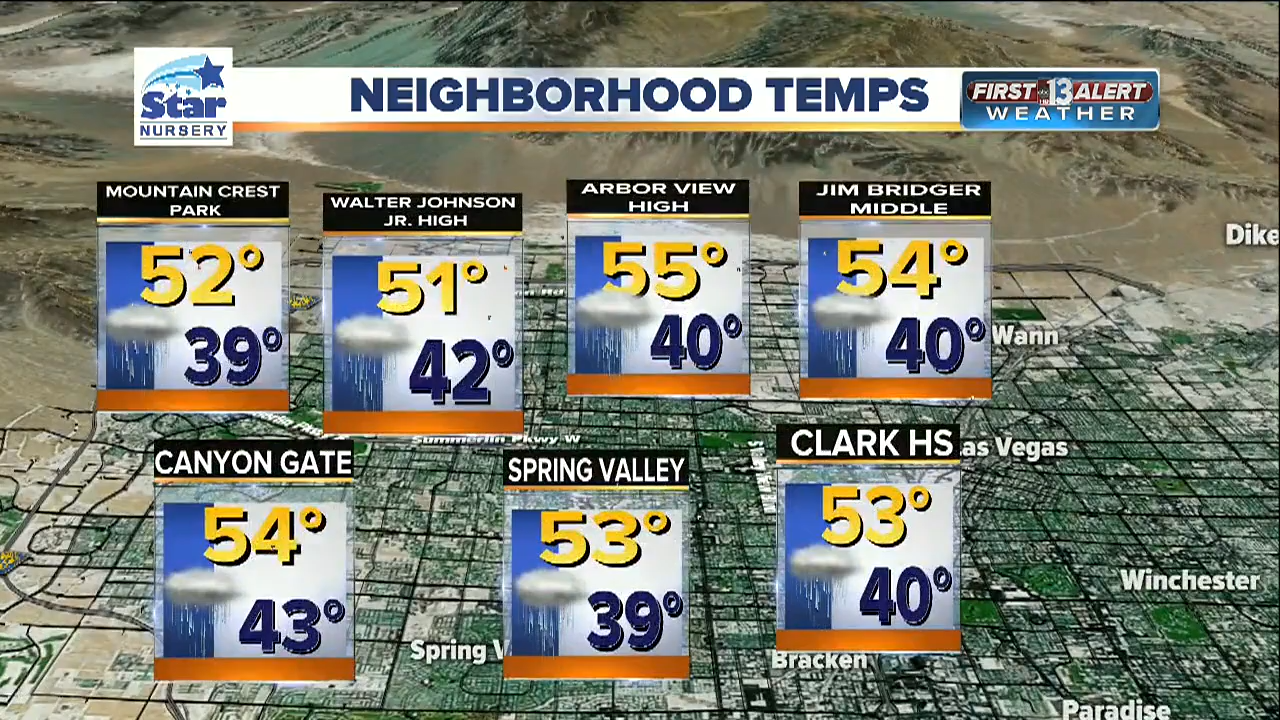 Star
NURSERY
NEIGHBORHOOD TEMPS
FIRST 13 ALERT
WEATHER
MOUNTAIN CREST
PARK
52°
39°
WALTER JOHNSON
JR. HIGH
51°
42°
ARBOR VIEW
HIGH
55°
40°
JIM BRIDGER
MIDDLE
54°
40°
Dike
Wann
Summerlin Pkwy W
CANYON GATE
54°
43°
SPRING VALLEY
53°
39°
CLARK HS
53°
40°
as Vegas
Winchester
Spring V
Bracken
Paradise